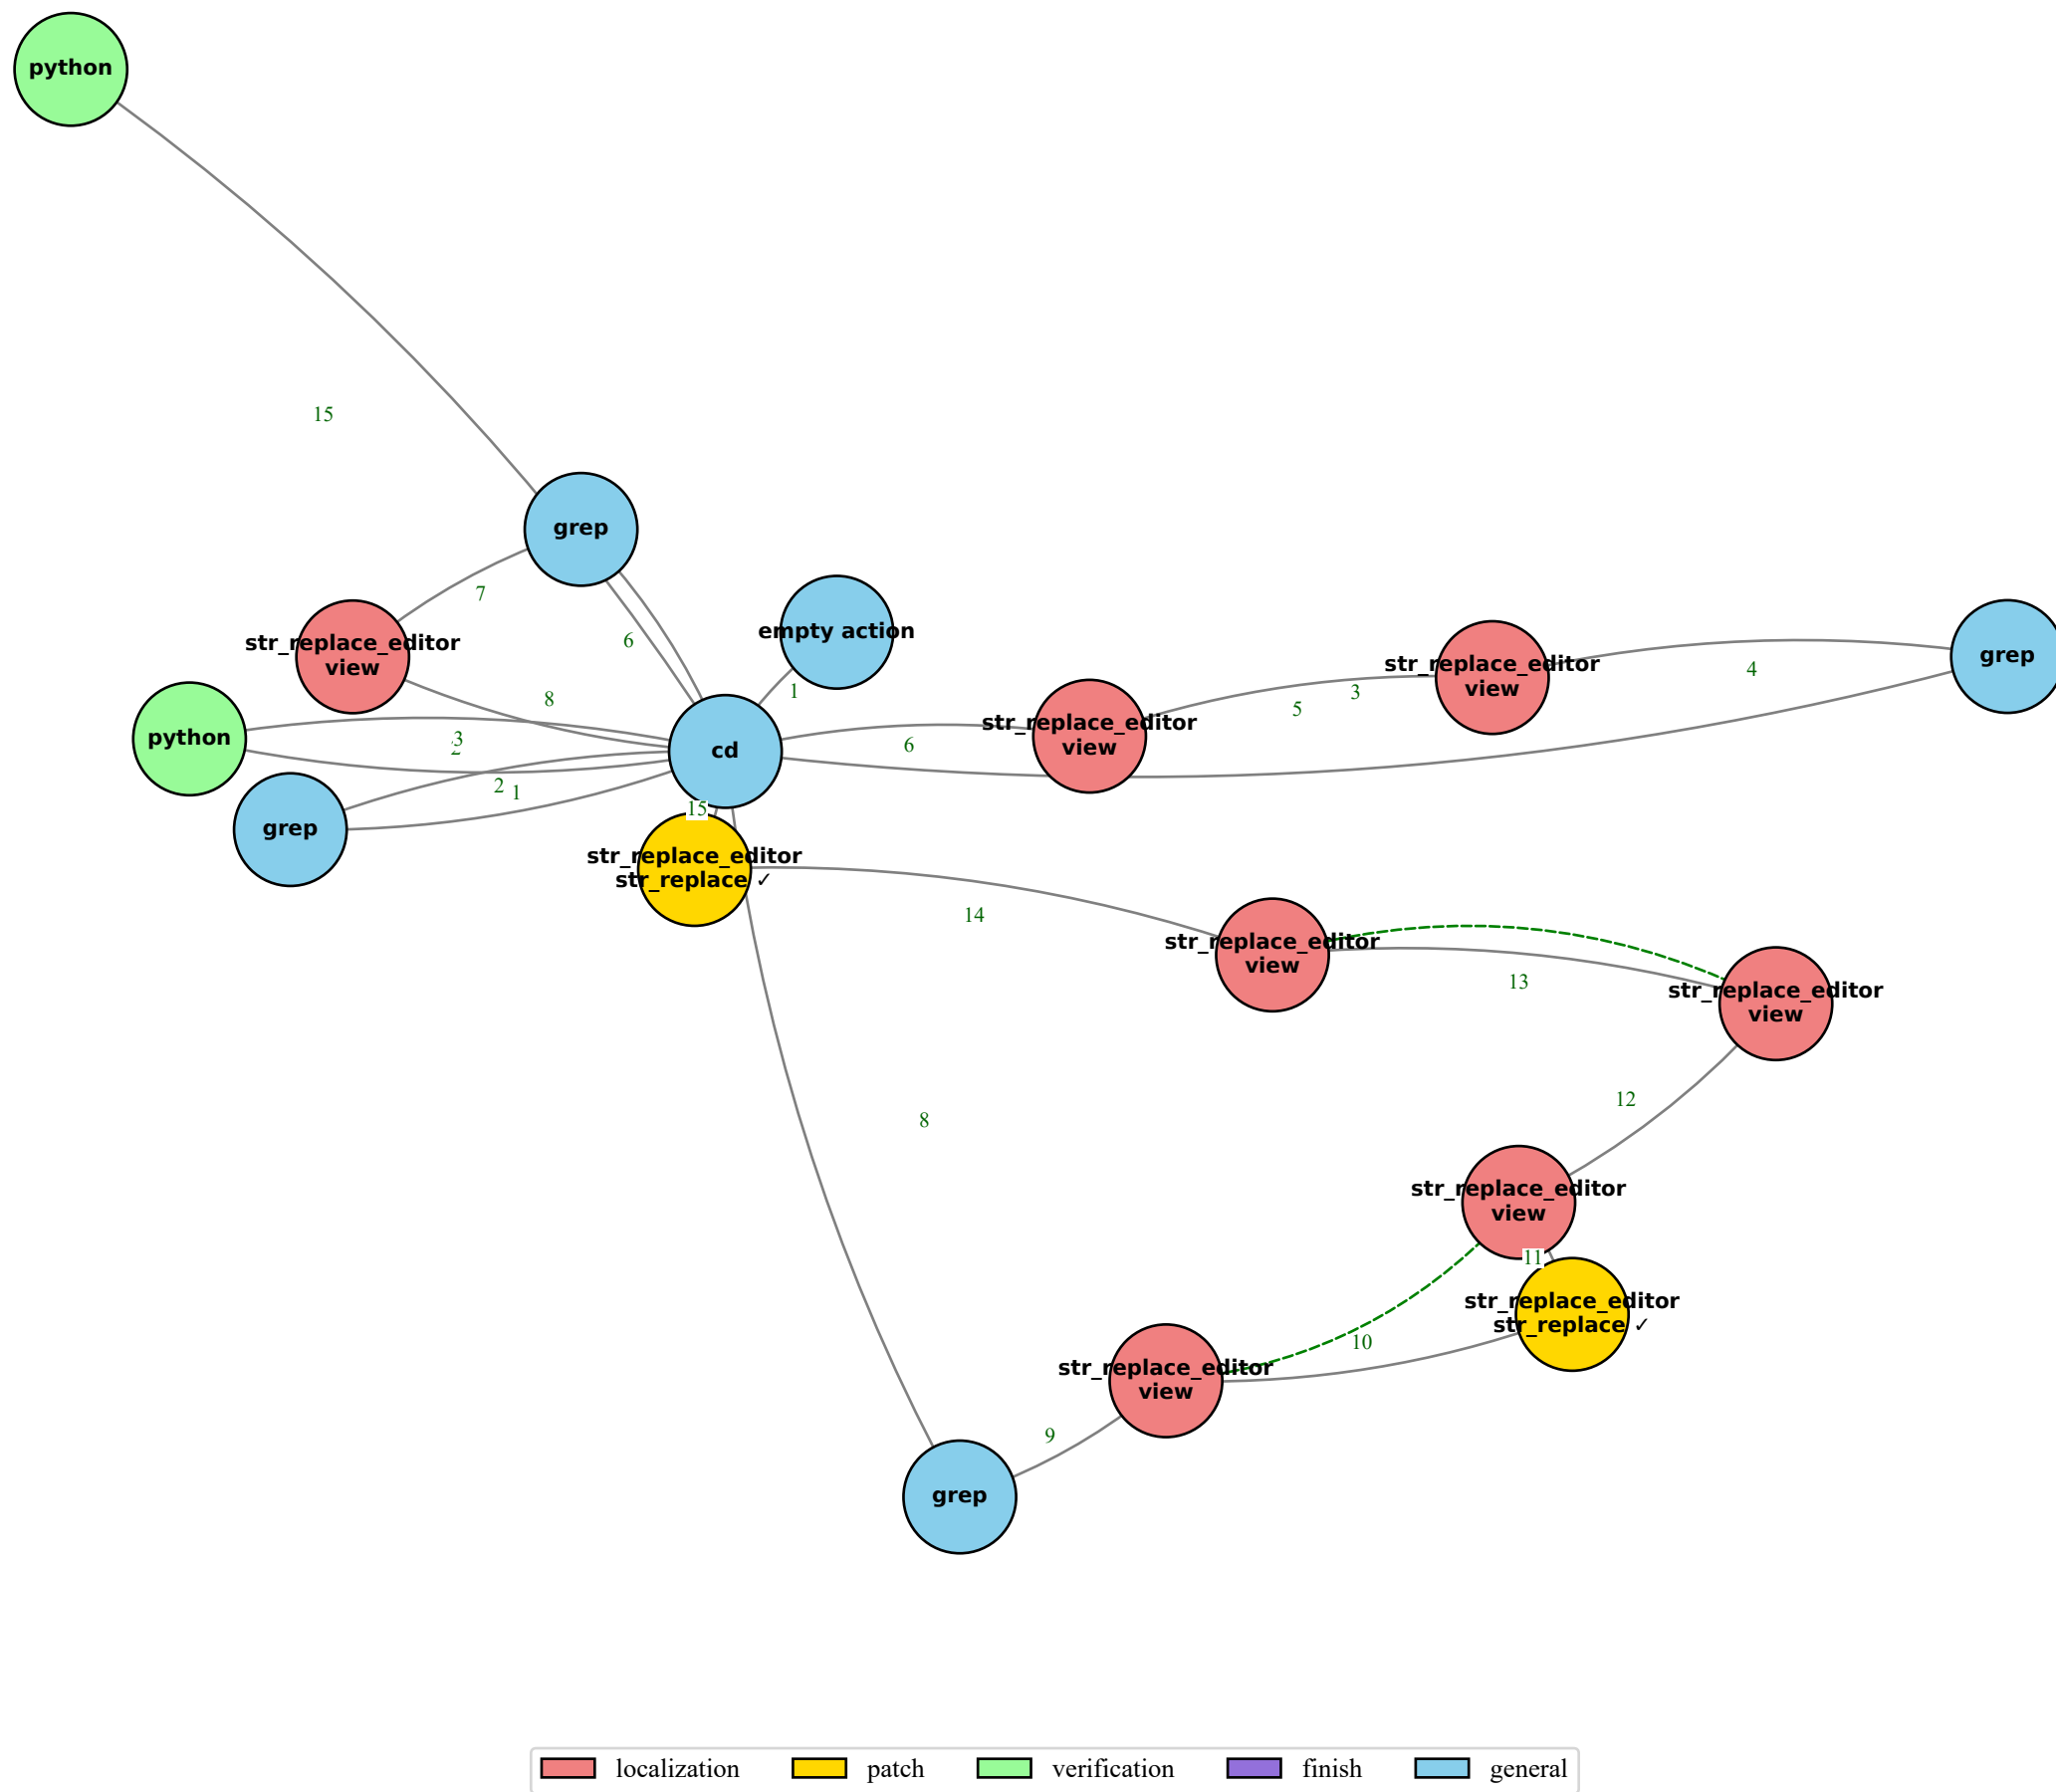 python
15
grep
7
6
str_replace_editor
view
empty action
8
1
str_replace_editor
view
grep
4
3
5
str_replace_editor
view
python
3
2
cd
6
2
1
grep
15
str_replace_editor
str_replace ✓
14
str_replace_editor
view
13
str_replace_editor
view
12
8
str_replace_editor
view
11
str_replace_editor
str_replace ✓
10
str_replace_editor
view
9
grep
localization
patch
verification
finish
general